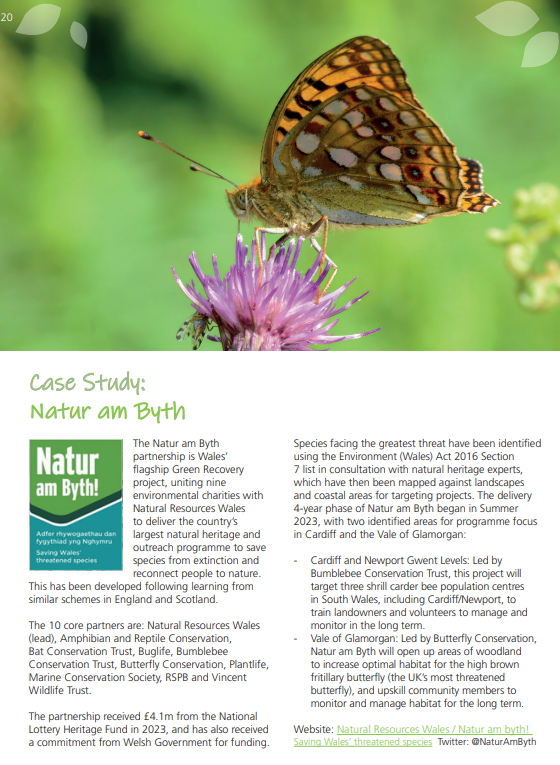 20
Case Study:
Natur am Byth
Natur
am Byth!
Adfer rhywogaethau dan
fygythiad yng Nghymru
Saving Wales'
threatened species
The Natur am Byth
partnership is Wales'
flagship Green Recovery
project, uniting nine
environmental charities with
Natural Resources Wales
to deliver the country's
largest natural heritage and
outreach programme to save
species from extinction and
reconnect people to nature.
This has been developed following learning from
similar schemes in England and Scotland.
The 10 core partners are: Natural Resources Wales
(lead), Amphibian and Reptile Conservation,
Bat Conservation Trust, Buglife, Bumblebee
Conservation Trust, Butterfly Conservation, Plantlife,
Marine Conservation Society, RSPB and Vincent
Wildlife Trust.
The partnership received £4.1m from the National
Lottery Heritage Fund in 2023, and has also received
a commitment from Welsh Government for funding.
Species facing the greatest threat have been identified
using the Environment (Wales) Act 2016 Section
7 list in consultation with natural heritage experts,
which have then been mapped against landscapes
and coastal areas for targeting projects. The delivery
4-year phase of Natur am Byth began in Summer
2023, with two identified areas for programme focus
in Cardiff and the Vale of Glamorgan:
- Cardiff and Newport Gwent Levels: Led by
Bumblebee Conservation Trust, this project will
target three shrill carder bee population centres
in South Wales, including Cardiff/Newport, to
train landowners and volunteers to manage and
monitor in the long term.
- Vale of Glamorgan: Led by Butterfly Conservation,
Natur am Byth will open up areas of woodland
to increase optimal habitat for the high brown
fritillary butterfly (the UK's most threatened
butterfly), and upskill community members to
monitor and manage habitat for the long term.
Website: Natural Resources Wales / Natur am byth!
Saving Wales' threatened species Twitter: @NaturAmByth